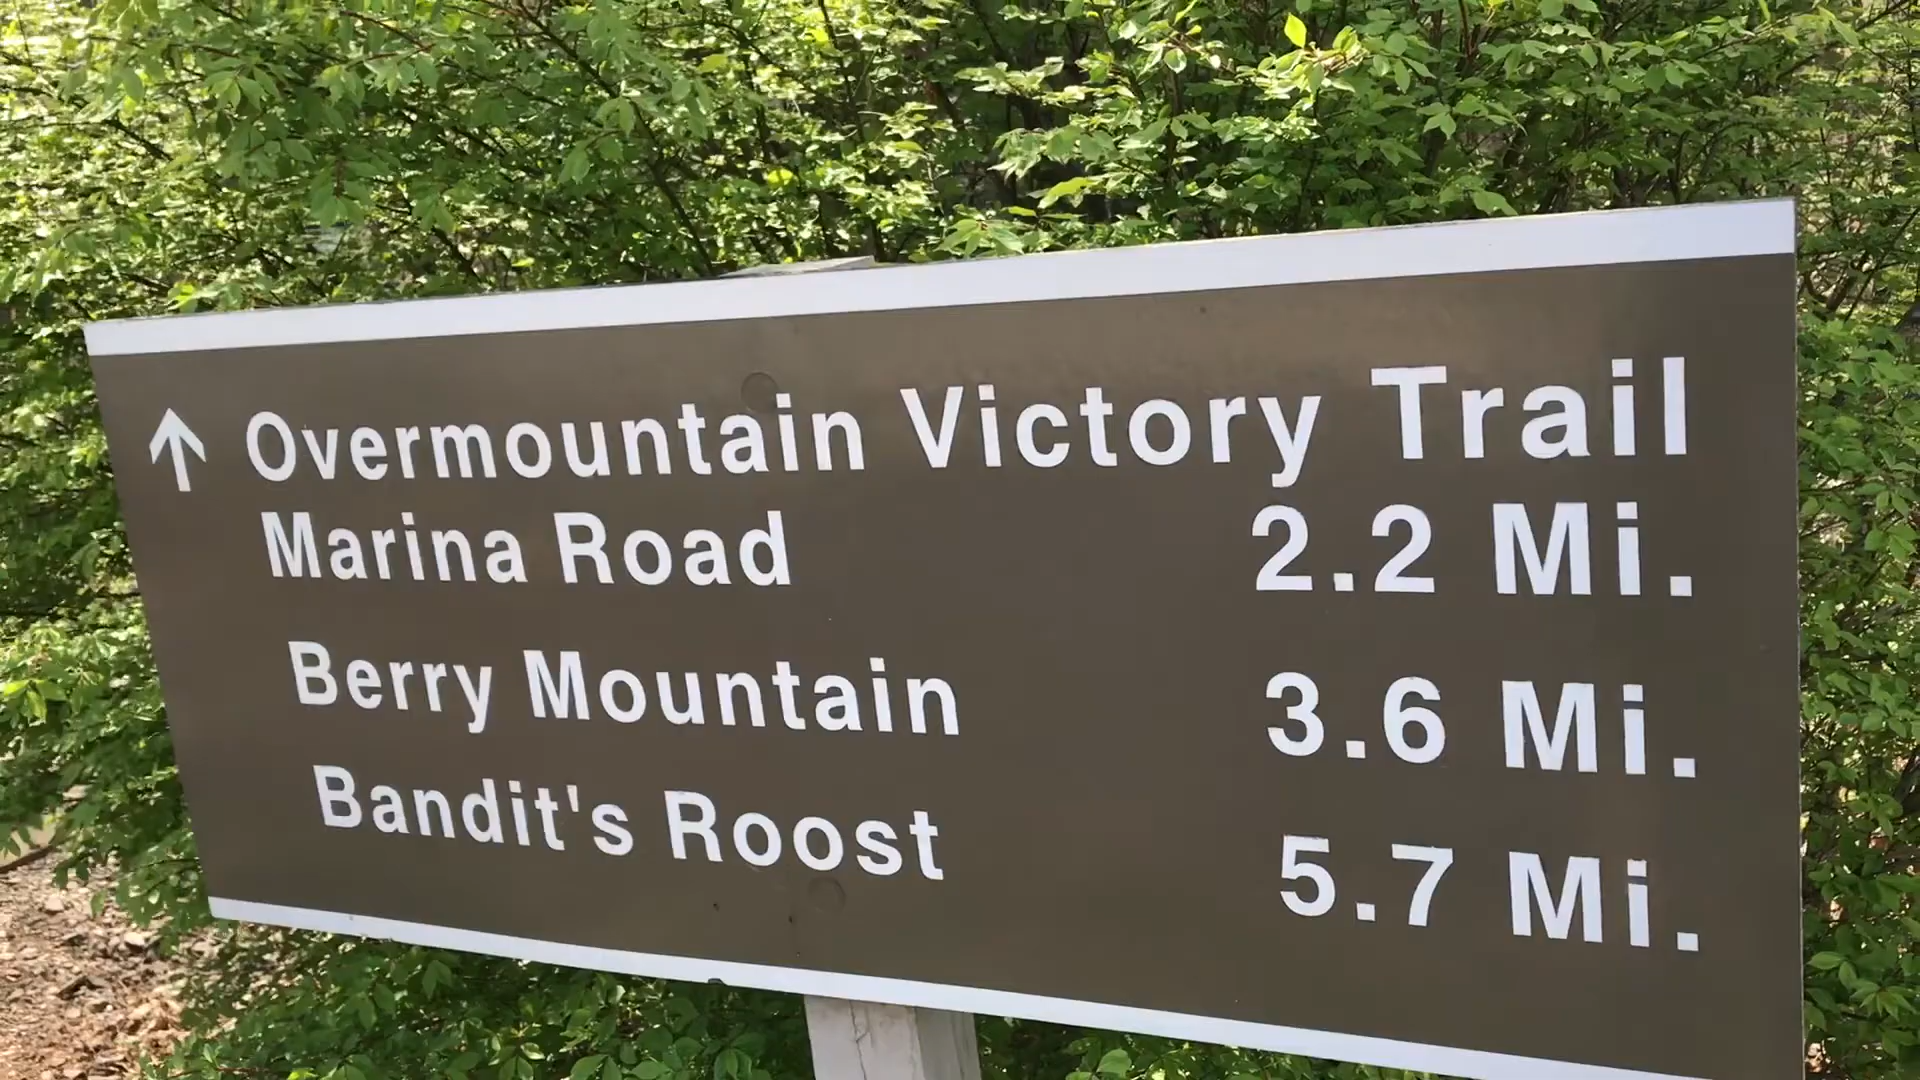 ↑ Overmountain Victory Trail
Marina Road 2.2 Mi.
Berry Mountain 3.6 Mi.
Bandit's Roost 5.7 Mi.